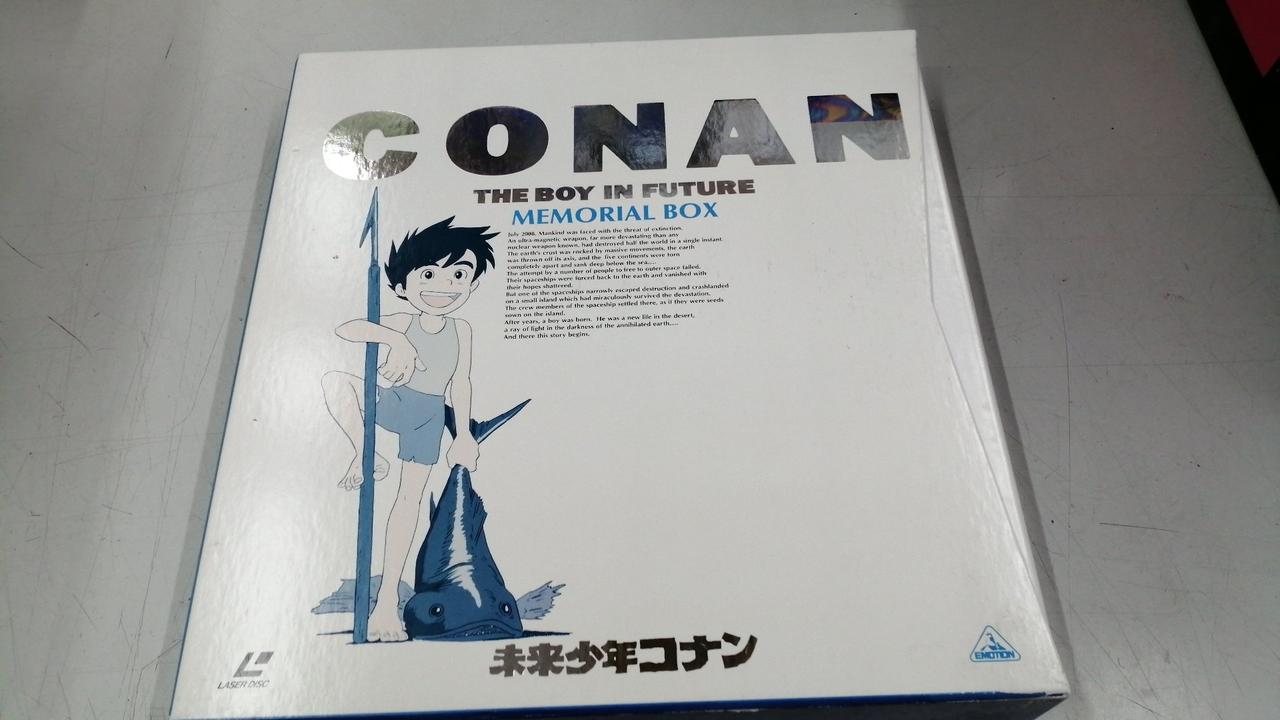 CONAN
THE BOY IN FUTURE
MEMORIAL BOX
July 2008. Mankind was faced with the threat of extinction.
An ultra-magnetic weapon, far more devastating than any
nuclear weapon known, had destroyed half the world in a single instant.
The earth's crust was rocked by massive movements, the earth
was thrown off its axis, and the five continents were torn
completely apart and sank deep below the sea....
The attempt by a number of people to free to outer space failed.
Their spaceships were forced back to the earth and vanished with
their hopes shattered.
But one of the spaceships narrowly escaped destruction and crashlanded
on a small island which had miraculously survived the devastation.
The crew members of the spaceship settled there, as if they were seeds
sown on the island.
After years, a boy was born. He was a new life in the desert,
a ray of light in the darkness of the annihilated earth....
And there this story begins.
未来少年コナン
LASER DISC
EMOTION